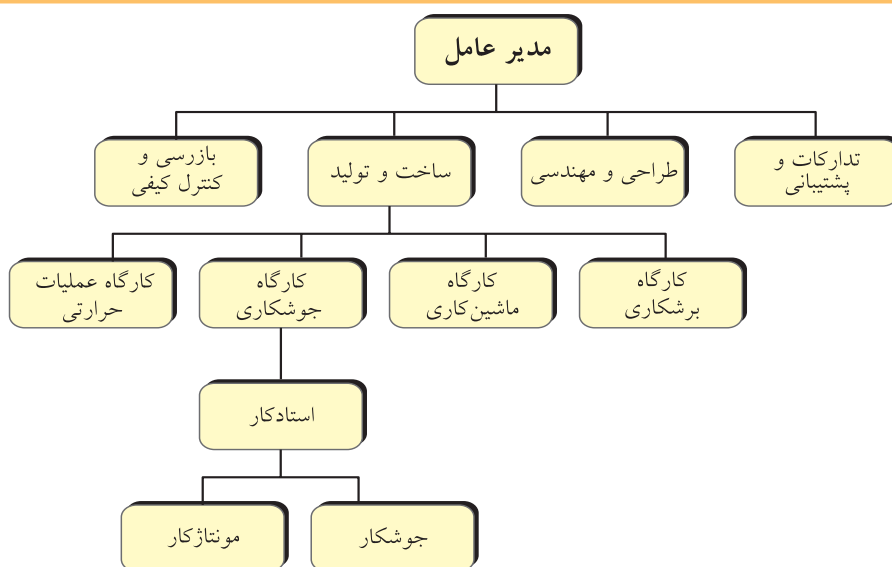 مدیر عامل
تدارکات و
پشتیبانی
طراحی و مهندسی
ساخت و تولید
بازرسی و
کنترل کیفی
کارگاه
برشکاری
کارگاه
ماشین‌کاری
کارگاه
جوشکاری
کارگاه عملیات
حرارتی
استادکار
جوشکار
مونتاژکار